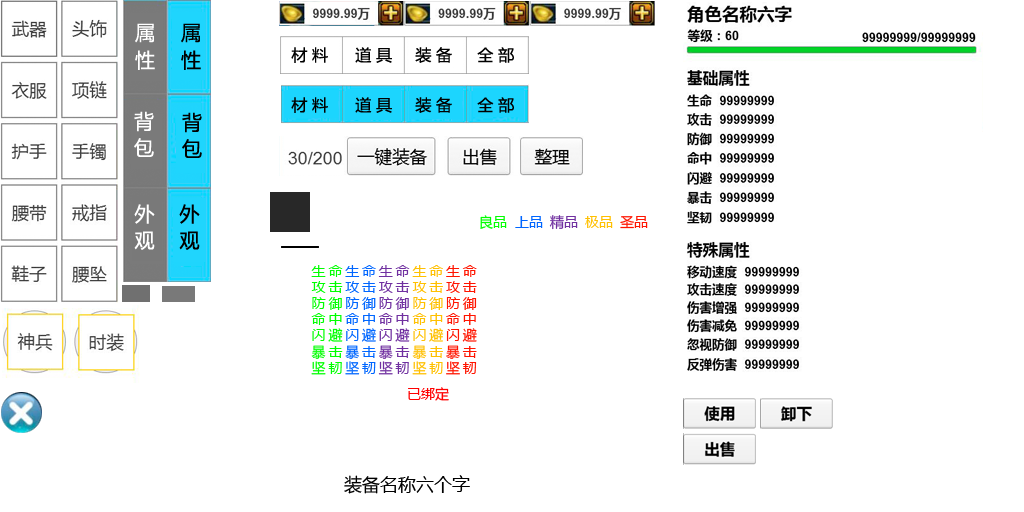 武器 头饰
衣服 项链
护手 手镯
腰带 戒指
鞋子 腰坠
神兵 时装
属性 属性
背包 背包
外观 外观
9999.99万 9999.99万 9999.99万
材料 道具 装备 全部
材料 道具 装备 全部
30/200 一键装备 出售 整理
良品 上品 精品 极品 圣品
生命 生命 生命 生命 生命
攻击 攻击 攻击 攻击 攻击
防御 防御 防御 防御 防御
命中 命中 命中 命中 命中
闪避 闪避 闪避 闪避 闪避
暴击 暴击 暴击 暴击 暴击
坚韧 坚韧 坚韧 坚韧 坚韧
已绑定
装备名称六个字
角色名称六字
等级：60 99999999/99999999
基础属性
生命 99999999
攻击 99999999
防御 99999999
命中 99999999
闪避 99999999
暴击 99999999
坚韧 99999999
特殊属性
移动速度 99999999
攻击速度 99999999
伤害增强 99999999
伤害减免 99999999
忽视防御 99999999
反弹伤害 99999999
使用 卸下
出售